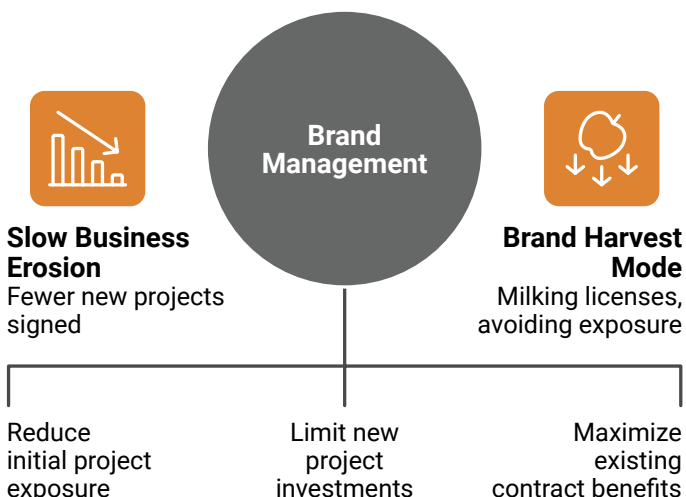 Brand
Management
Slow Business
Erosion
Fewer new projects
signed
Brand Harvest
Mode
Milking licenses,
avoiding exposure
Reduce
initial project
exposure
Limit new
project
investments
Maximize
existing
contract benefits